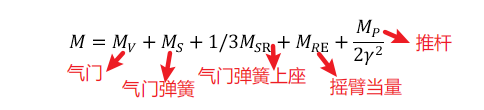 M = M_V + M_S + 1/3M_SR + M_RE + M_P/2γ²
推杆
气门
气门弹簧
气门弹簧上座
摇臂当量